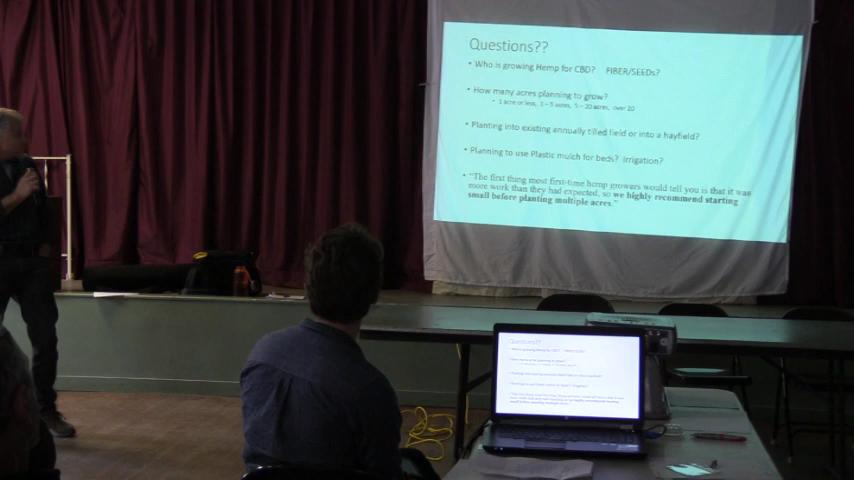 Questions??
• Who is growing Hemp for CBD? FIBER/SEEDs?
• How many acres planning to grow?
• 1 acre or less, 1 – 5 acres, 5 – 20 acres, over 20
• Planting into existing annually tilled field or into a hayfield?
• Planning to use Plastic mulch for beds? Irrigation?
• "The first thing most first-time hemp growers would tell you is that it was
more work than they had expected, so we highly recommend starting
small before planting multiple acres."
Questions??